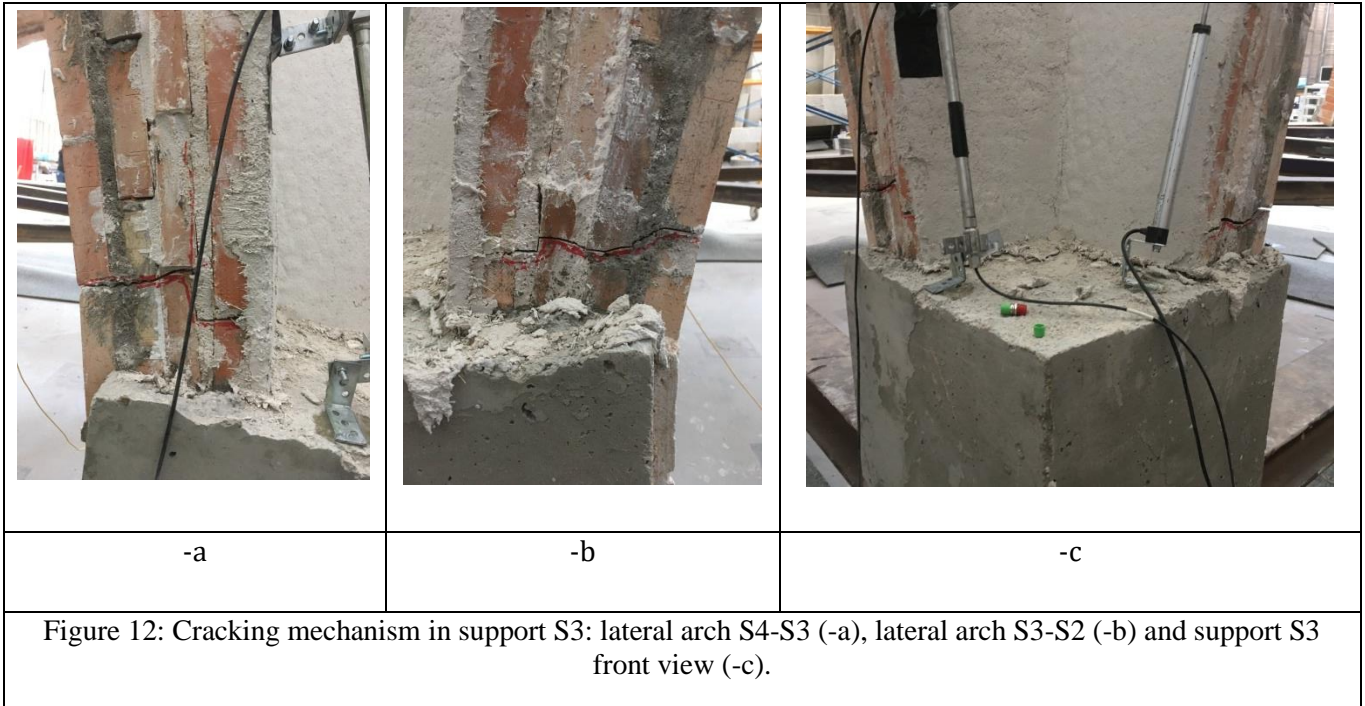 -a
-b
-c
Figure 12: Cracking mechanism in support S3: lateral arch S4-S3 (-a), lateral arch S3-S2 (-b) and support S3
front view (-c).